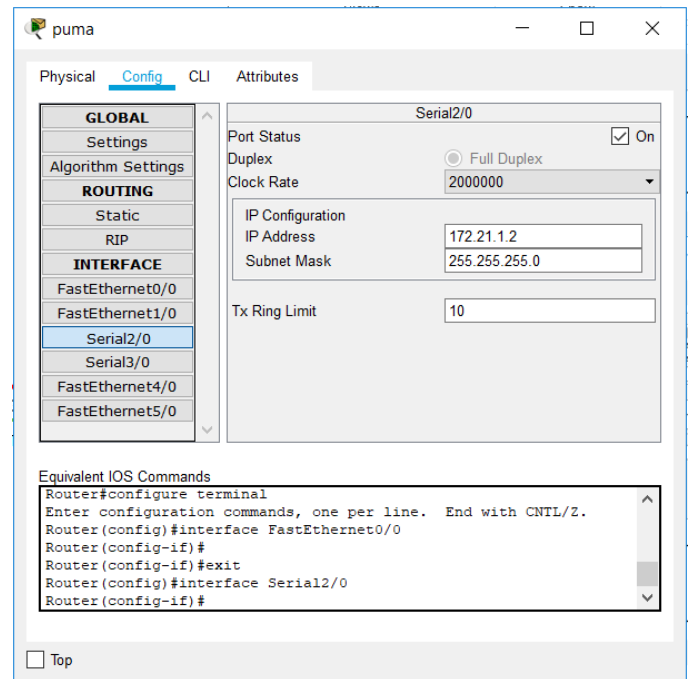 puma
Physical Config CLI Attributes
GLOBAL
Settings
Algorithm Settings
ROUTING
Static
RIP
INTERFACE
FastEthernet0/0
FastEthernet1/0
Serial2/0
Serial3/0
FastEthernet4/0
FastEthernet5/0
Serial2/0
Port Status On
Duplex Full Duplex
Clock Rate 2000000
IP Configuration
IP Address 172.21.1.2
Subnet Mask 255.255.255.0
Tx Ring Limit 10
Equivalent IOS Commands
Router#configure terminal
Enter configuration commands, one per line. End with CNTL/Z.
Router(config)#interface FastEthernet0/0
Router(config-if)#
Router(config-if)#exit
Router(config)#interface Serial2/0
Router(config-if)#
Top